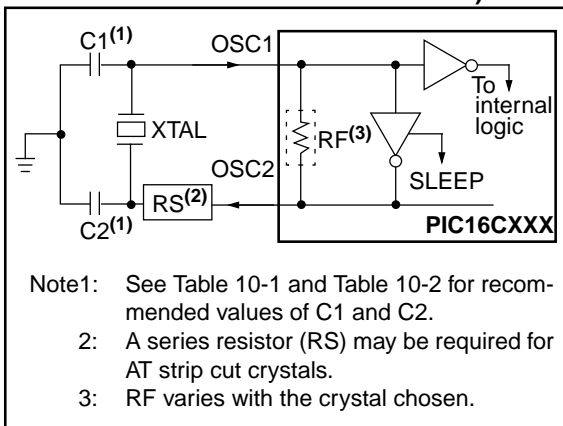 C1(1)
OSC1
To
internal
logic
XTAL
RF(3)
OSC2
SLEEP
RS(2)
C2(1)
PIC16CXXX
Note1: See Table 10-1 and Table 10-2 for recom-
mended values of C1 and C2.
2: A series resistor (RS) may be required for
AT strip cut crystals.
3: RF varies with the crystal chosen.